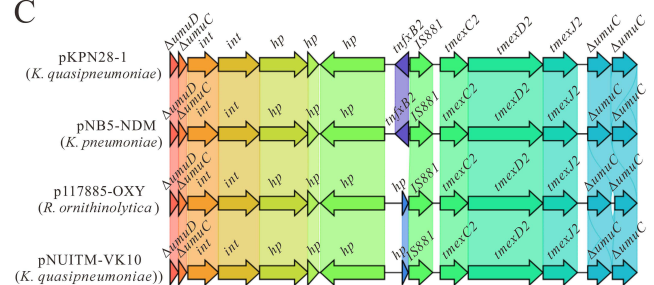 C
ΔumuD ΔumuC int int hp hp hp tnfxB2 IS881 tmexC2 tmexD2 tmexJ2 ΔumuC ΔumuC
pKPN28-1
(K. quasipneumoniae)
ΔumuD ΔumuC int int hp hp hp tnfxB2 IS881 tmexC2 tmexD2 tmexJ2 ΔumuC ΔumuC
pNB5-NDM
(K. pneumoniae)
ΔumuD ΔumuC int int hp hp hp hp IS881 tmexC2 tmexD2 tmexJ2 ΔumuC ΔumuC
p117885-OXY
(R. ornithinolytica )
ΔumuD ΔumuC int int hp hp hp hp IS881 tmexC2 tmexD2 tmexJ2 ΔumuC ΔumuC
pNUITM-VK10
(K. quasipneumoniae))